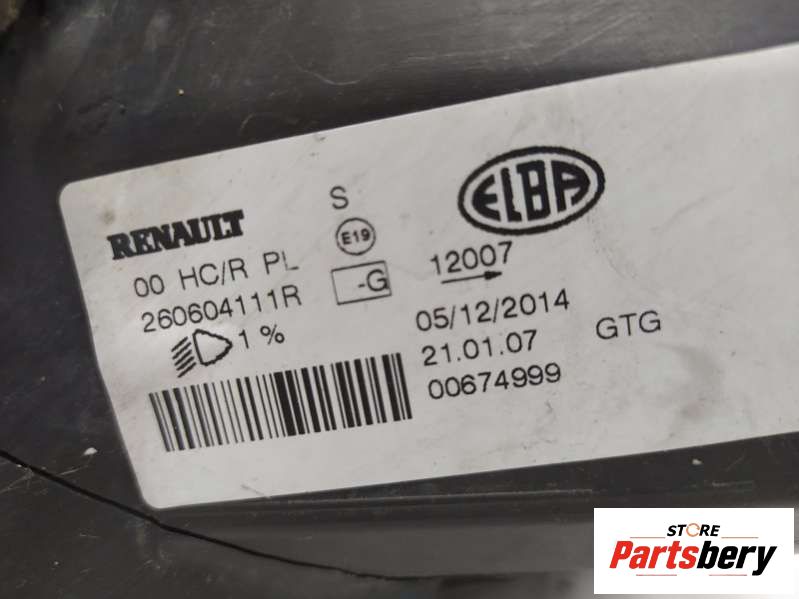 RENAULT
S
ELBA
00 HC/R PL
E19
260604111R
-G
12007
1 %
05/12/2014
21.01.07
GTG
00674999
STORE
Partsbery